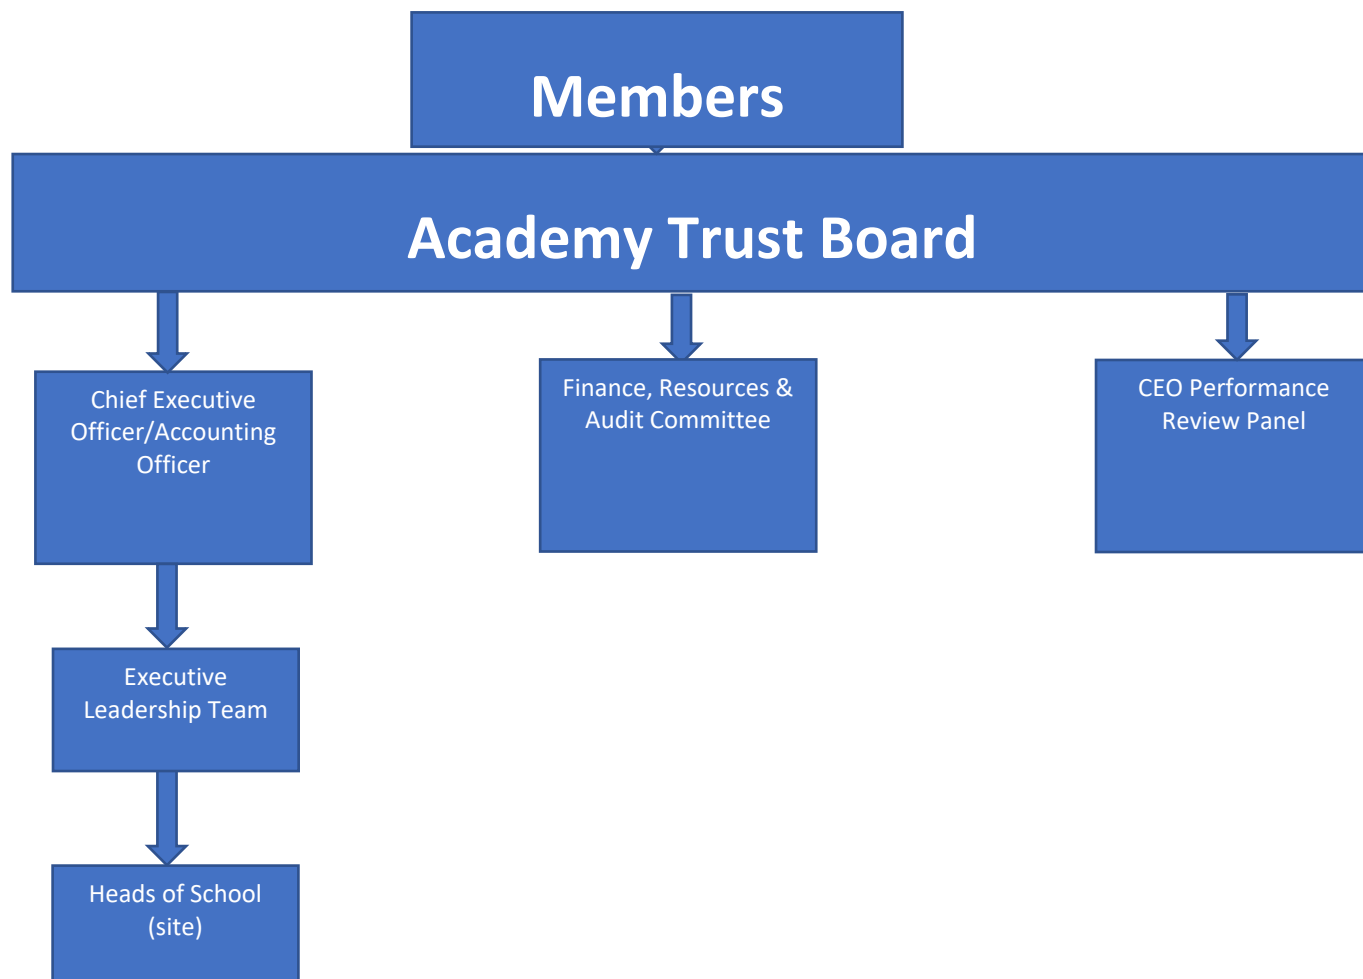 Members
Academy Trust Board
Chief Executive
Officer/Accounting
Officer
Finance, Resources &
Audit Committee
CEO Performance
Review Panel
Executive
Leadership Team
Heads of School
(site)